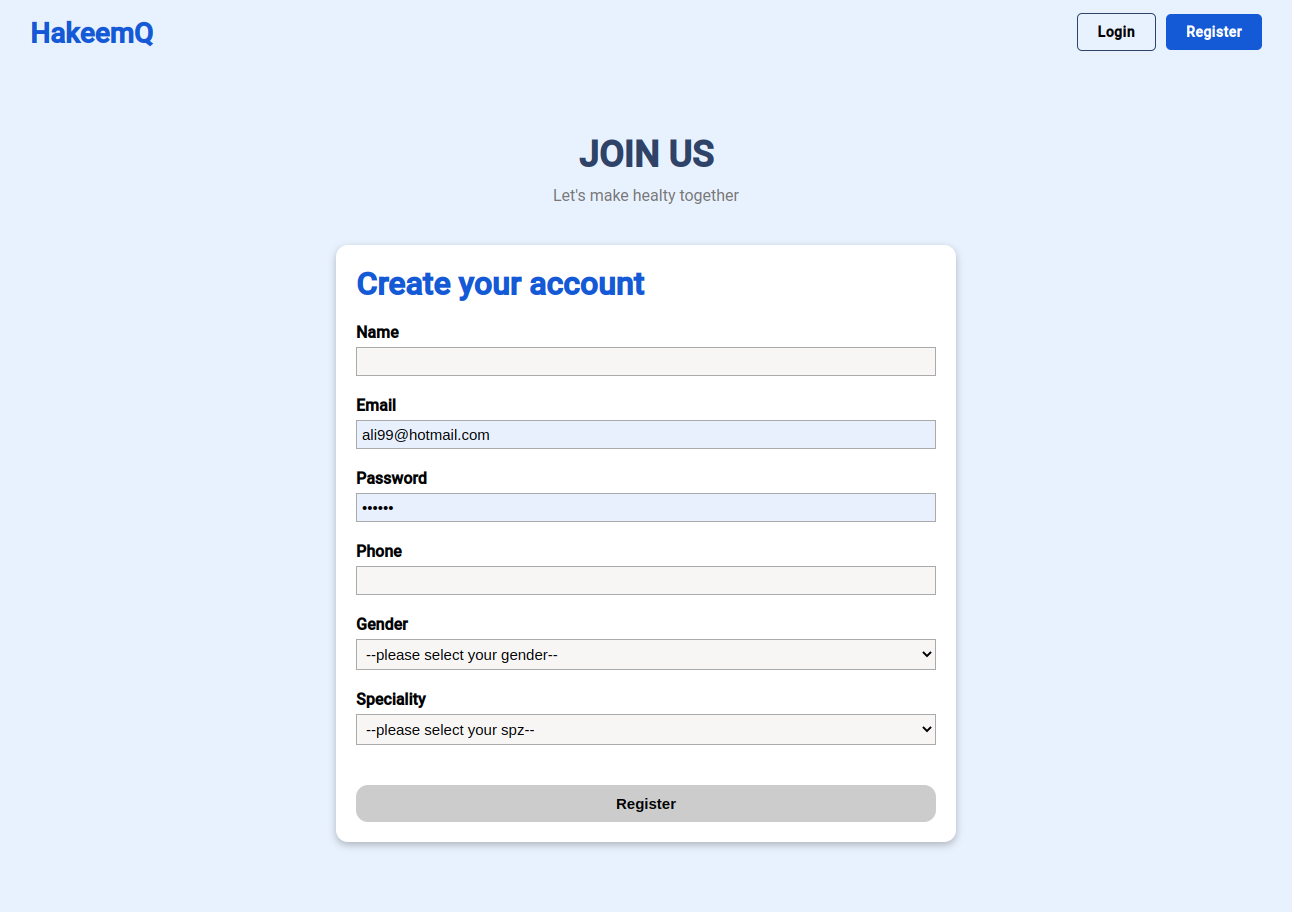 HakeemQ
Login
Register
JOIN US
Let's make healty together
Create your account
Name
Email
ali99@hotmail.com
Password
••••••
Phone
Gender
--please select your gender--
Speciality
--please select your spz--
Register